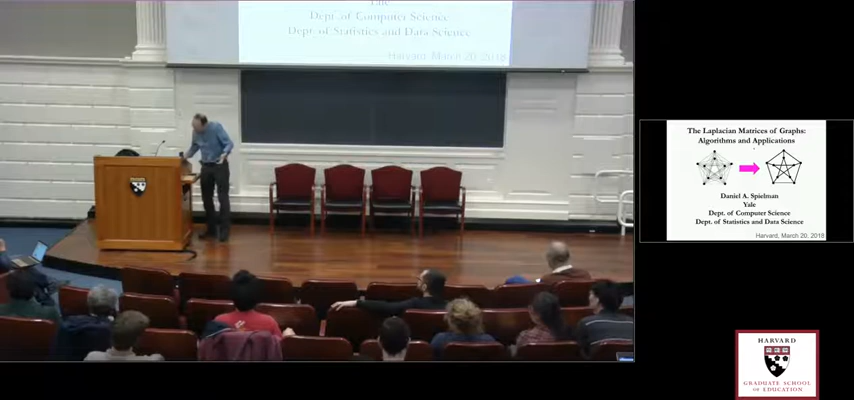 Yale
Dept. of Computer Science
Dept. of Statistics and Data Science
Harvard, March 20, 2018
The Laplacian Matrices of Graphs:
Algorithms and Applications
Daniel A. Spielman
Yale
Dept. of Computer Science
Dept. of Statistics and Data Science
Harvard, March 20, 2018
HARVARD
GRADUATE SCHOOL
OF EDUCATION